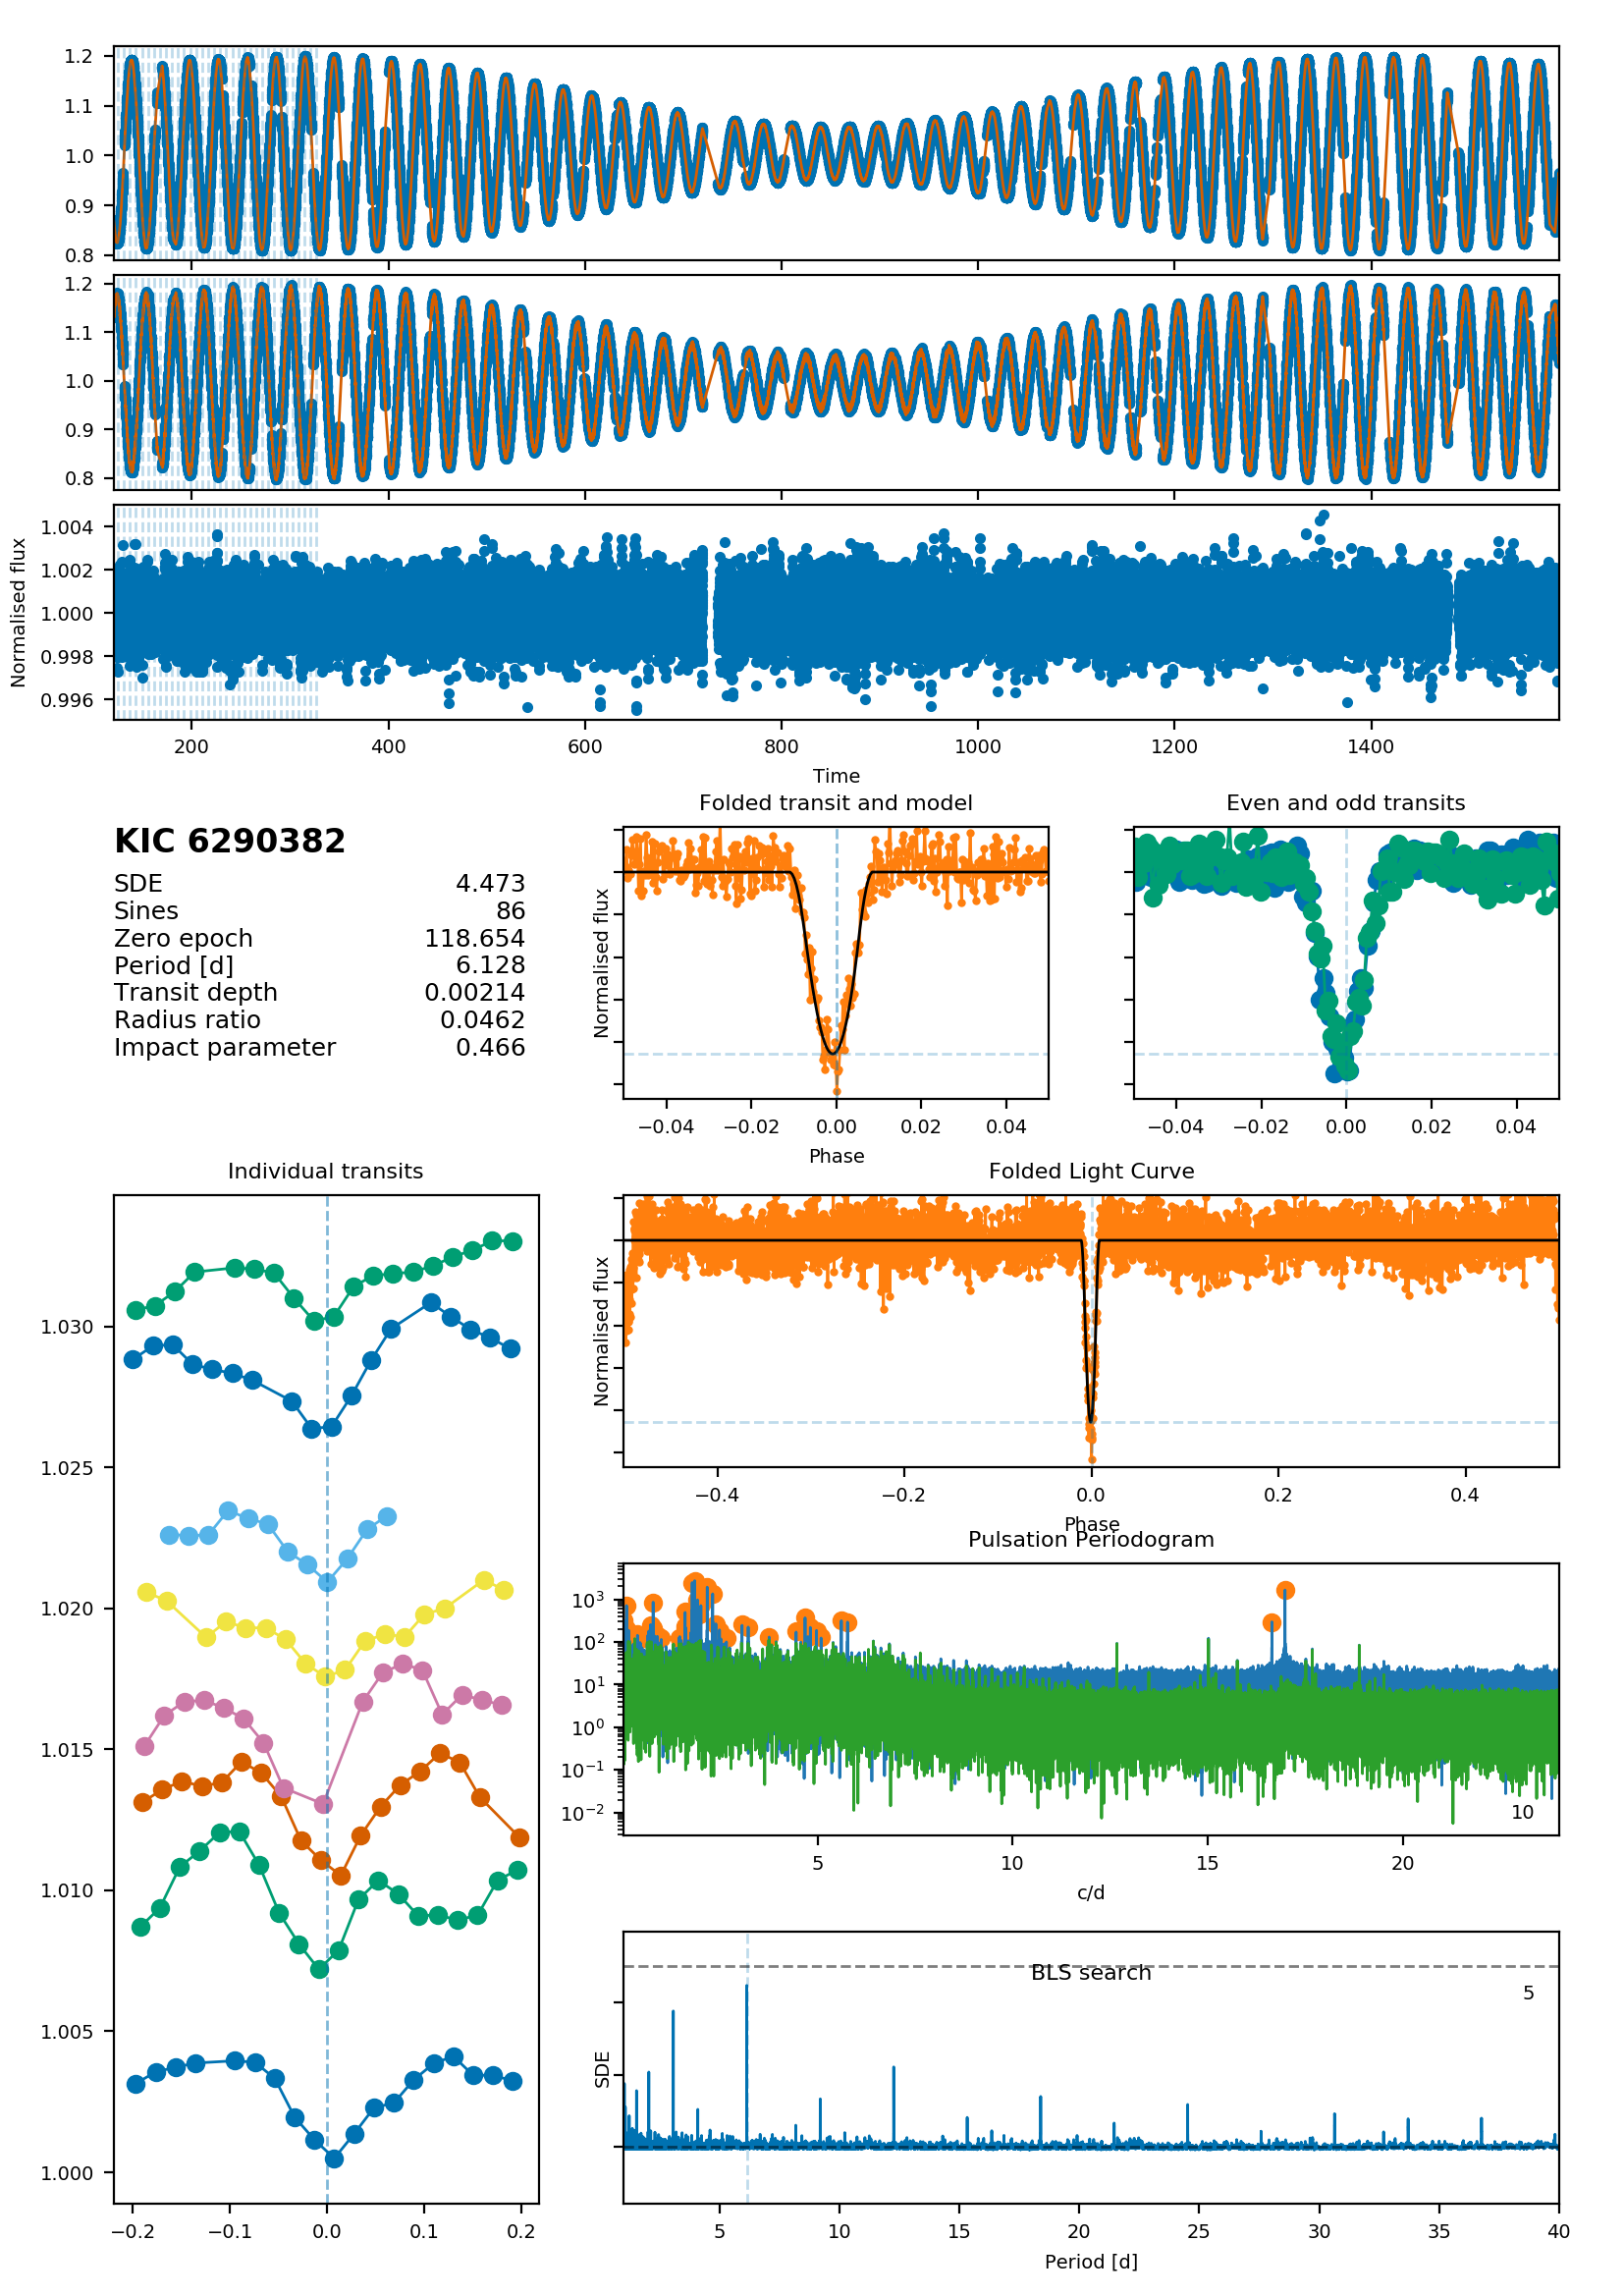 1.2
1.1
1.0
0.9
0.8
1.2
1.1
1.0
0.9
0.8
Normalised flux
1.004
1.002
1.000
0.998
0.996
200 400 600 800 1000 1200 1400
Time
KIC 6290382
SDE 4.473
Sines 86
Zero epoch 118.654
Period [d] 6.128
Transit depth 0.00214
Radius ratio 0.0462
Impact parameter 0.466
Folded transit and model
Normalised flux
−0.04 −0.02 0.00 0.02 0.04
Phase
Even and odd transits
−0.04 −0.02 0.00 0.02 0.04
Individual transits
1.030
1.025
1.020
1.015
1.010
1.005
1.000
−0.2 −0.1 0.0 0.1 0.2
Folded Light Curve
Normalised flux
−0.4 −0.2 0.0 0.2 0.4
Phase
Pulsation Periodogram
10³
10²
10¹
10⁰
10⁻¹
10⁻²
10
5 10 15 20
c/d
BLS search
5
SDE
5 10 15 20 25 30 35 40
Period [d]